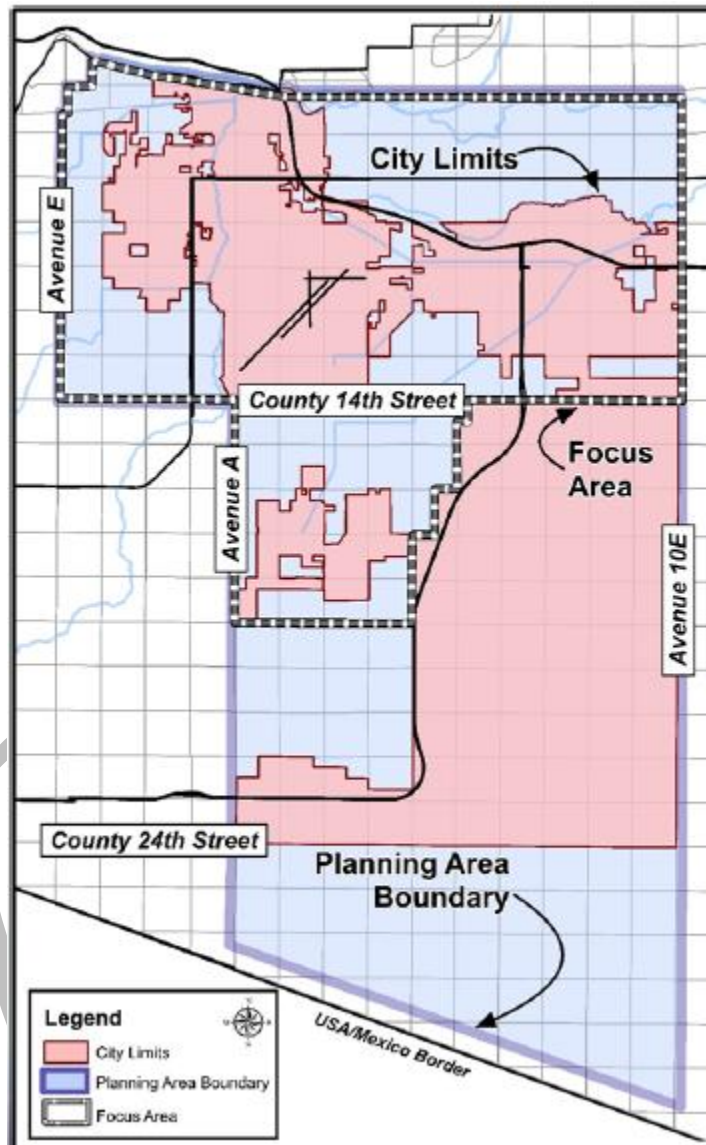 City Limits
Avenue E
County 14th Street
Focus
Area
Avenue A
Avenue 10E
County 24th Street
Planning Area
Boundary
USA/Mexico Border
Legend
City Limits
Planning Area Boundary
Focus Area